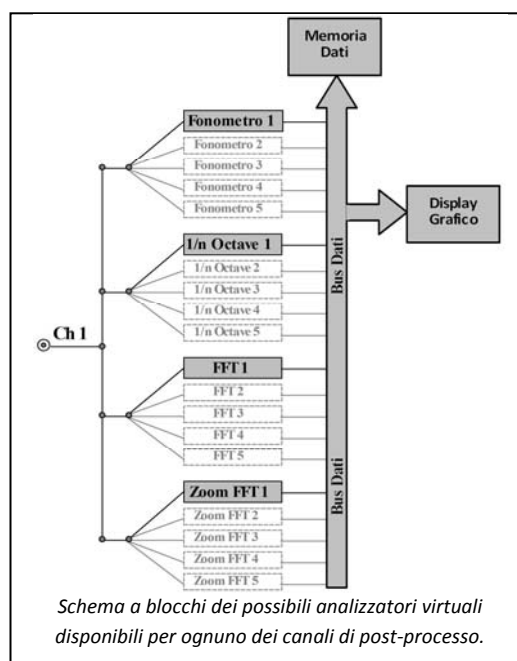 Memoria
Dati
Fonometro 1
Fonometro 2
Fonometro 3
Fonometro 4
Fonometro 5
Display
Grafico
1/n Octave 1
1/n Octave 2
1/n Octave 3
1/n Octave 4
1/n Octave 5
Bus Dati
Ch 1
FFT 1
FFT 2
FFT 3
FFT 4
FFT 5
Zoom FFT 1
Zoom FFT 2
Zoom FFT 3
Zoom FFT 4
Zoom FFT 5
Bus Dati
Schema a blocchi dei possibili analizzatori virtuali
disponibili per ognuno dei canali di post-processo.